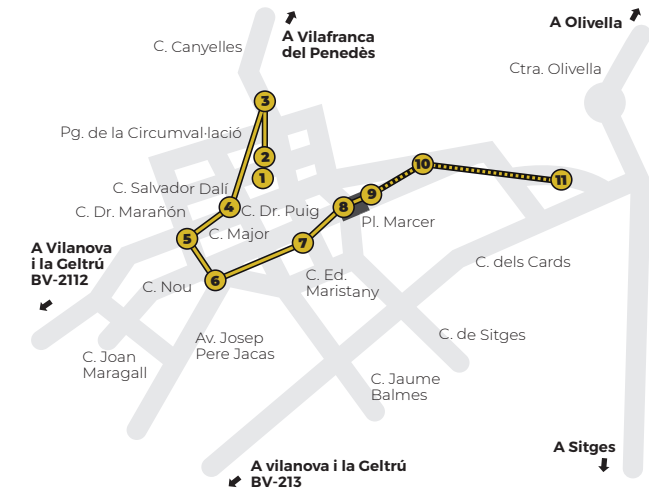 A Olivella
A Vilafranca
del Penedès
C. Canyelles
Ctra. Olivella
3
Pg. de la Circumval·lació
2
10
1
11
C. Salvador Dalí
9
4
8
C. Dr. Marañón
C. Dr. Puig
Pl. Marcer
5
C. Major
7
A Vilanova
i la Geltrú
BV-2112
C. dels Cards
6
C. Nou
C. Ed.
Maristany
Av. Josep
Pere Jacas
C. de Sitges
C. Joan
Maragall
C. Jaume
Balmes
A Sitges
A vilanova i la Geltrú
BV-213